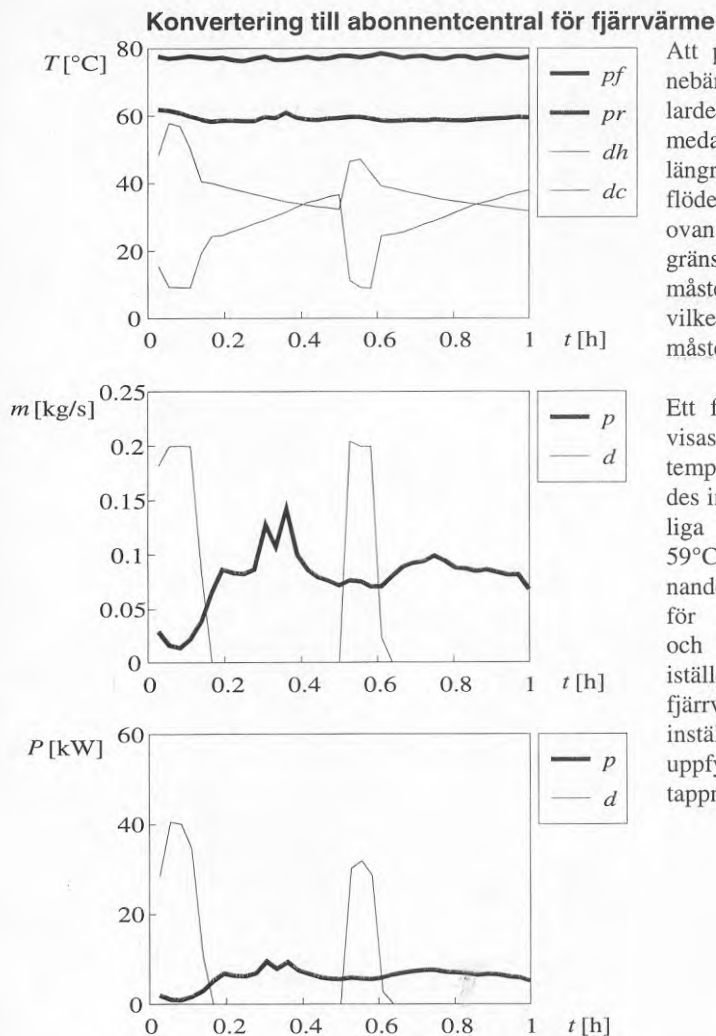 Konvertering till abonnentcentral för fjärrvärme
T [°C]
80
60
40
20
0
0 0.2 0.4 0.6 0.8 1 t [h]
pf
pr
dh
dc
m [kg/s]
0.25
0.2
0.15
0.1
0.05
0
0 0.2 0.4 0.6 0.8 1 t [h]
p
d
P [kW]
60
40
20
0
0 0.2 0.4 0.6 0.8 1 t [h]
p
d
Att p
nebär
larde
meda
längr
flöde
ovan
gräns
måste
vilke
måste
Ett f
visas
temp
des in
liga
59°C
nande
för
och
iställ
fjärrv
instäl
uppfy
tappn